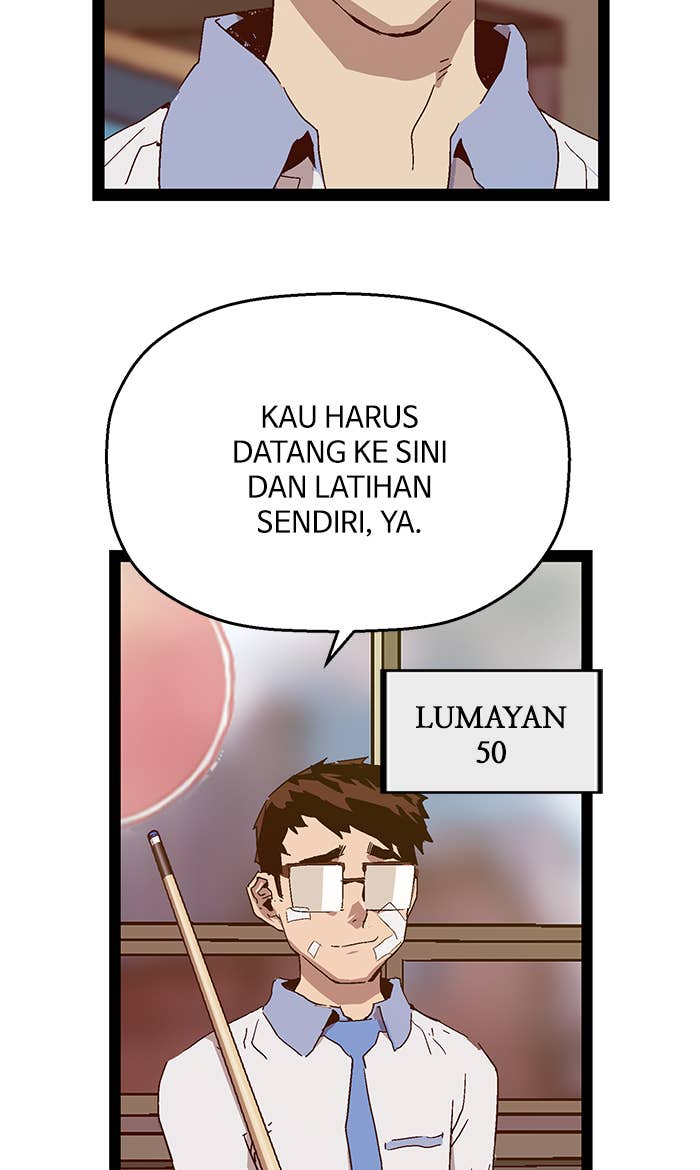 KAU HARUS
DATANG KE SINI
DAN LATIHAN
SENDIRI, YA.
LUMAYAN
50